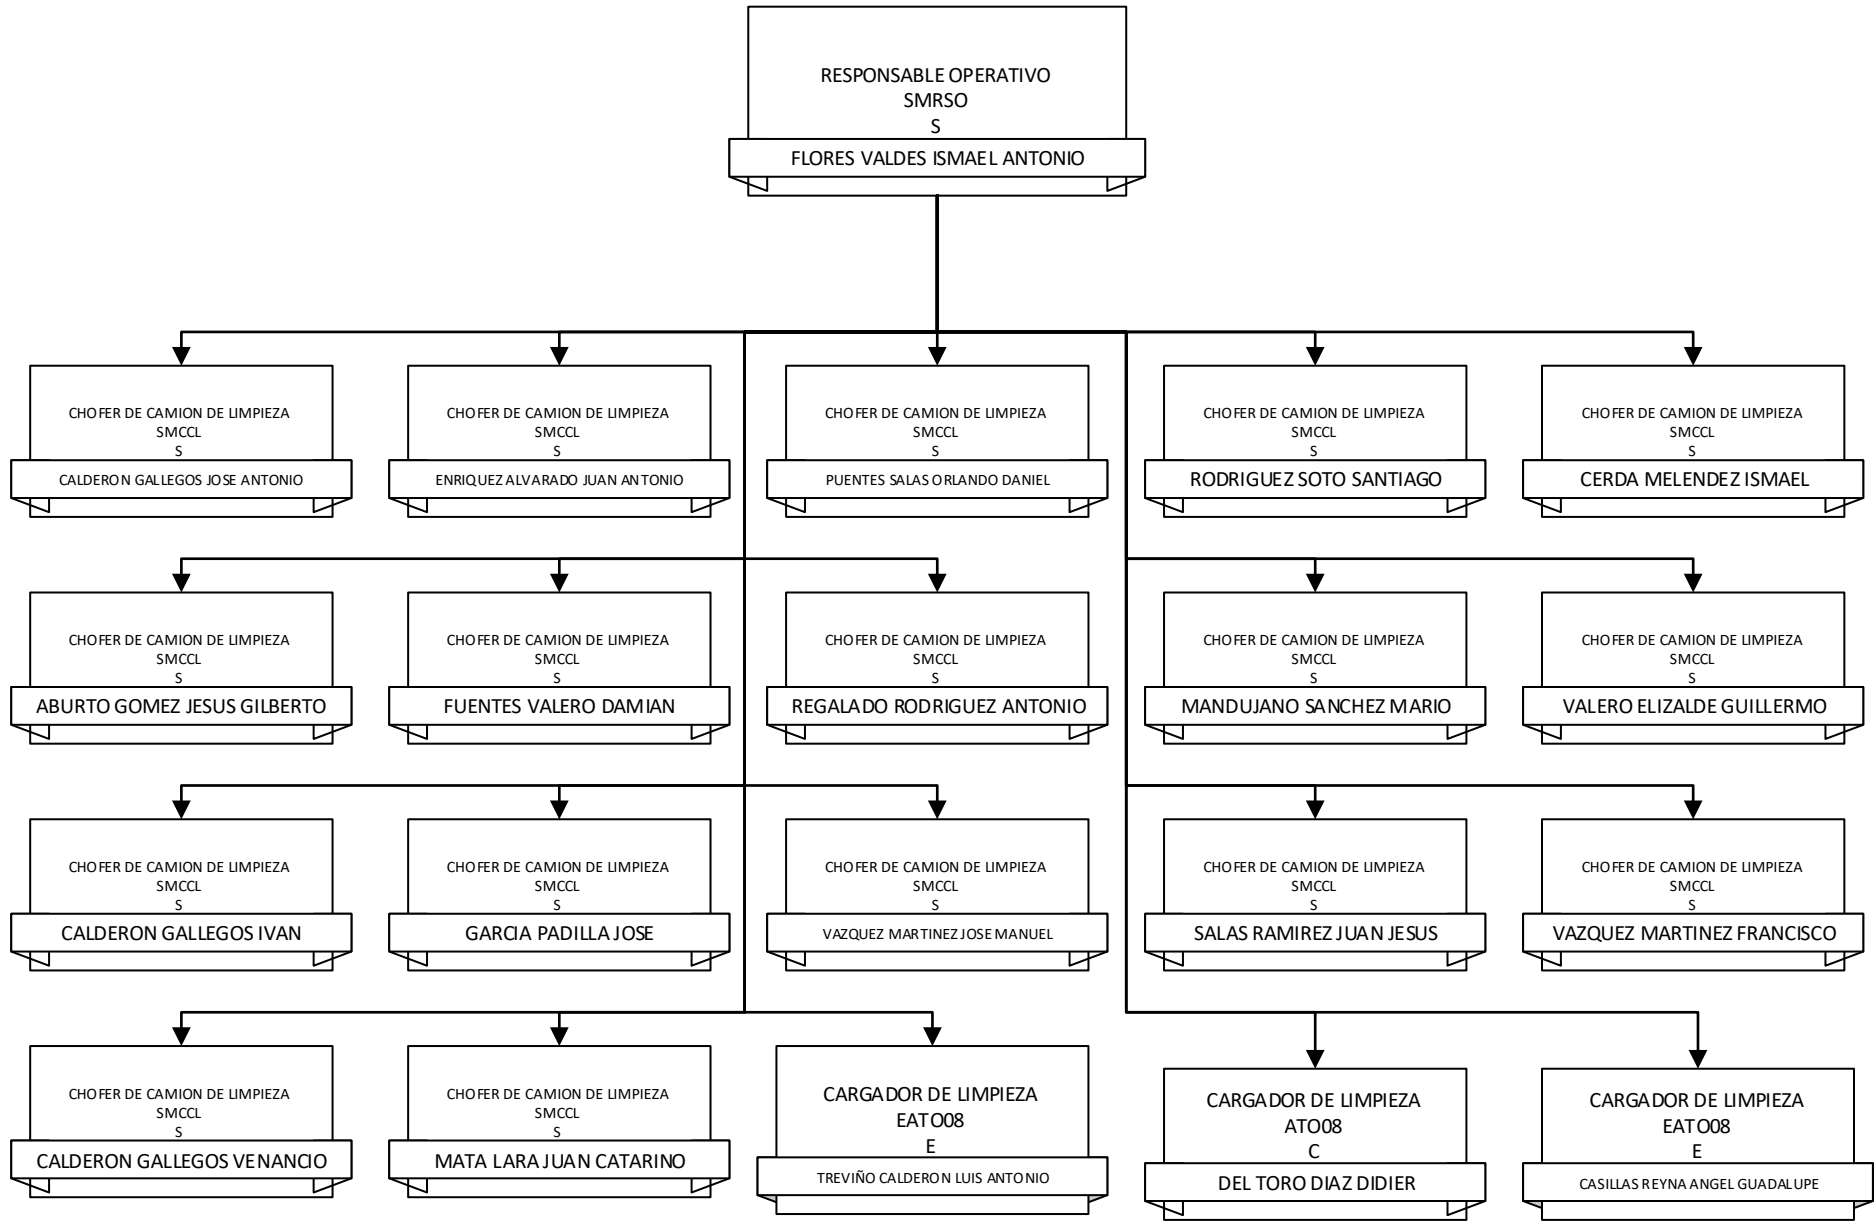 RESPONSABLE OPERATIVO
SMRSO
S
FLORES VALDES ISMAEL ANTONIO
CHOFER DE CAMION DE LIMPIEZA
SMCCL
S
CALDERON GALLEGOS JOSE ANTONIO
CHOFER DE CAMION DE LIMPIEZA
SMCCL
S
ENRIQUEZ ALVARADO JUAN ANTONIO
CHOFER DE CAMION DE LIMPIEZA
SMCCL
S
PUENTES SALAS ORLANDO DANIEL
CHOFER DE CAMION DE LIMPIEZA
SMCCL
S
RODRIGUEZ SOTO SANTIAGO
CHOFER DE CAMION DE LIMPIEZA
SMCCL
S
CERDA MELENDEZ ISMAEL
CHOFER DE CAMION DE LIMPIEZA
SMCCL
S
ABURTO GOMEZ JESUS GILBERTO
CHOFER DE CAMION DE LIMPIEZA
SMCCL
S
FUENTES VALERO DAMIAN
CHOFER DE CAMION DE LIMPIEZA
SMCCL
S
REGALADO RODRIGUEZ ANTONIO
CHOFER DE CAMION DE LIMPIEZA
SMCCL
S
MANDUJANO SANCHEZ MARIO
CHOFER DE CAMION DE LIMPIEZA
SMCCL
S
VALERO ELIZALDE GUILLERMO
CHOFER DE CAMION DE LIMPIEZA
SMCCL
S
CALDERON GALLEGOS IVAN
CHOFER DE CAMION DE LIMPIEZA
SMCCL
S
GARCIA PADILLA JOSE
CHOFER DE CAMION DE LIMPIEZA
SMCCL
S
VAZQUEZ MARTINEZ JOSE MANUEL
CHOFER DE CAMION DE LIMPIEZA
SMCCL
S
SALAS RAMIREZ JUAN JESUS
CHOFER DE CAMION DE LIMPIEZA
SMCCL
S
VAZQUEZ MARTINEZ FRANCISCO
CHOFER DE CAMION DE LIMPIEZA
SMCCL
S
CALDERON GALLEGOS VENANCIO
CHOFER DE CAMION DE LIMPIEZA
SMCCL
S
MATA LARA JUAN CATARINO
CARGADOR DE LIMPIEZA
EATO08
E
TREVIÑO CALDERON LUIS ANTONIO
CARGADOR DE LIMPIEZA
ATO08
C
DEL TORO DIAZ DIDIER
CARGADOR DE LIMPIEZA
EATO08
E
CASILLAS REYNA ANGEL GUADALUPE